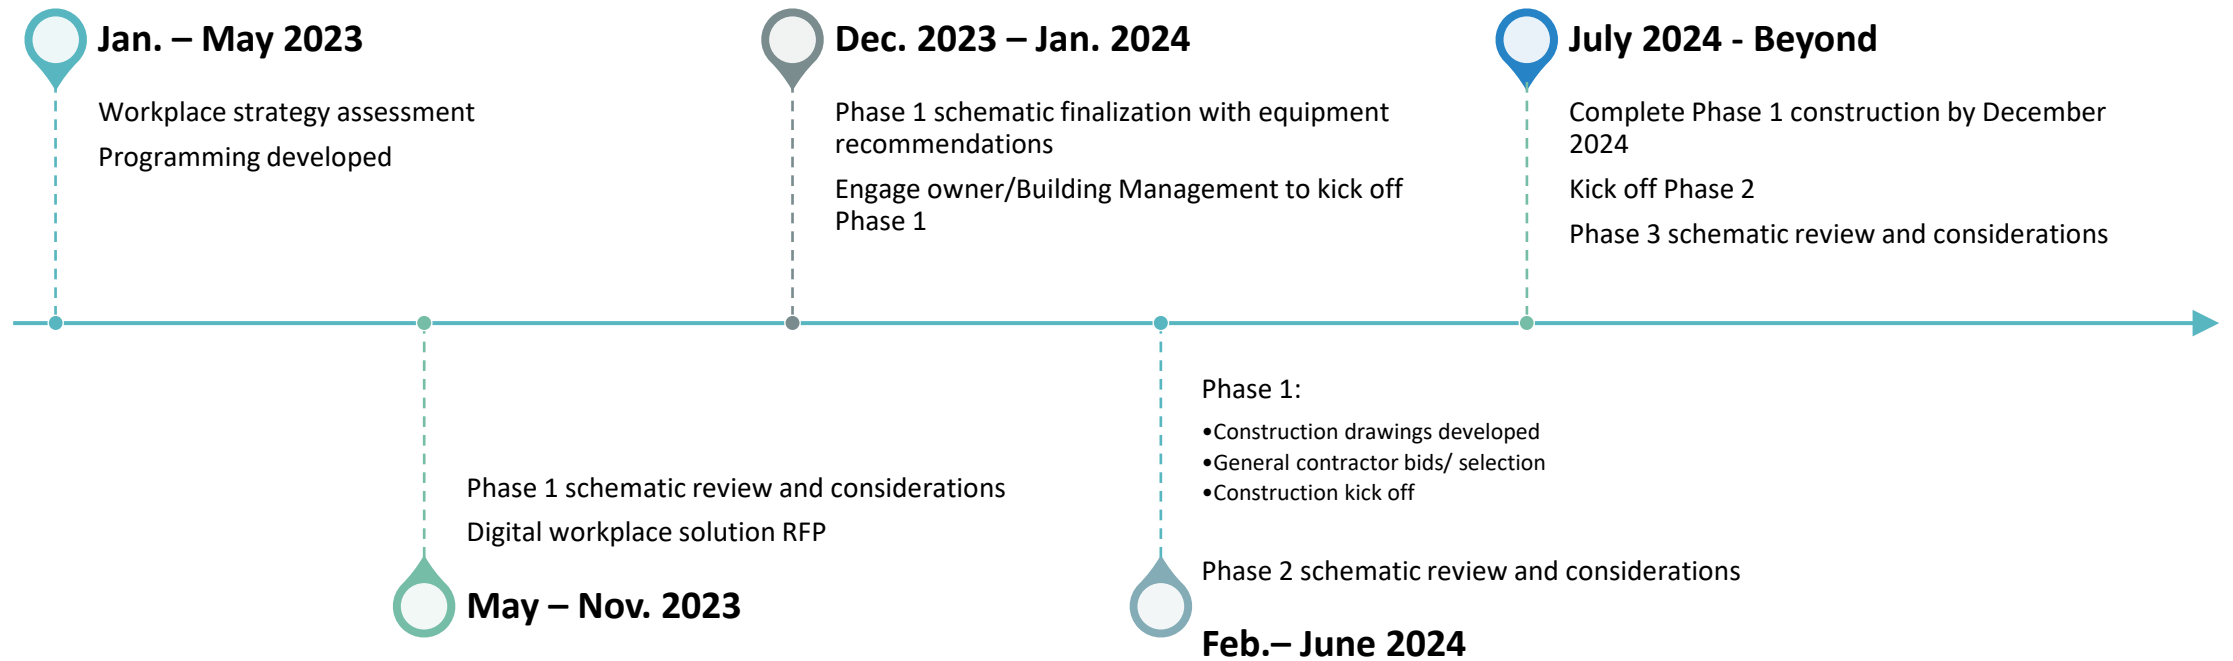 Jan. – May 2023
Workplace strategy assessment
Programming developed
Phase 1 schematic review and considerations
Digital workplace solution RFP
May – Nov. 2023
Dec. 2023 – Jan. 2024
Phase 1 schematic finalization with equipment
recommendations
Engage owner/Building Management to kick off
Phase 1
Phase 1:
•Construction drawings developed
•General contractor bids/ selection
•Construction kick off
Phase 2 schematic review and considerations
Feb.– June 2024
July 2024 - Beyond
Complete Phase 1 construction by December
2024
Kick off Phase 2
Phase 3 schematic review and considerations